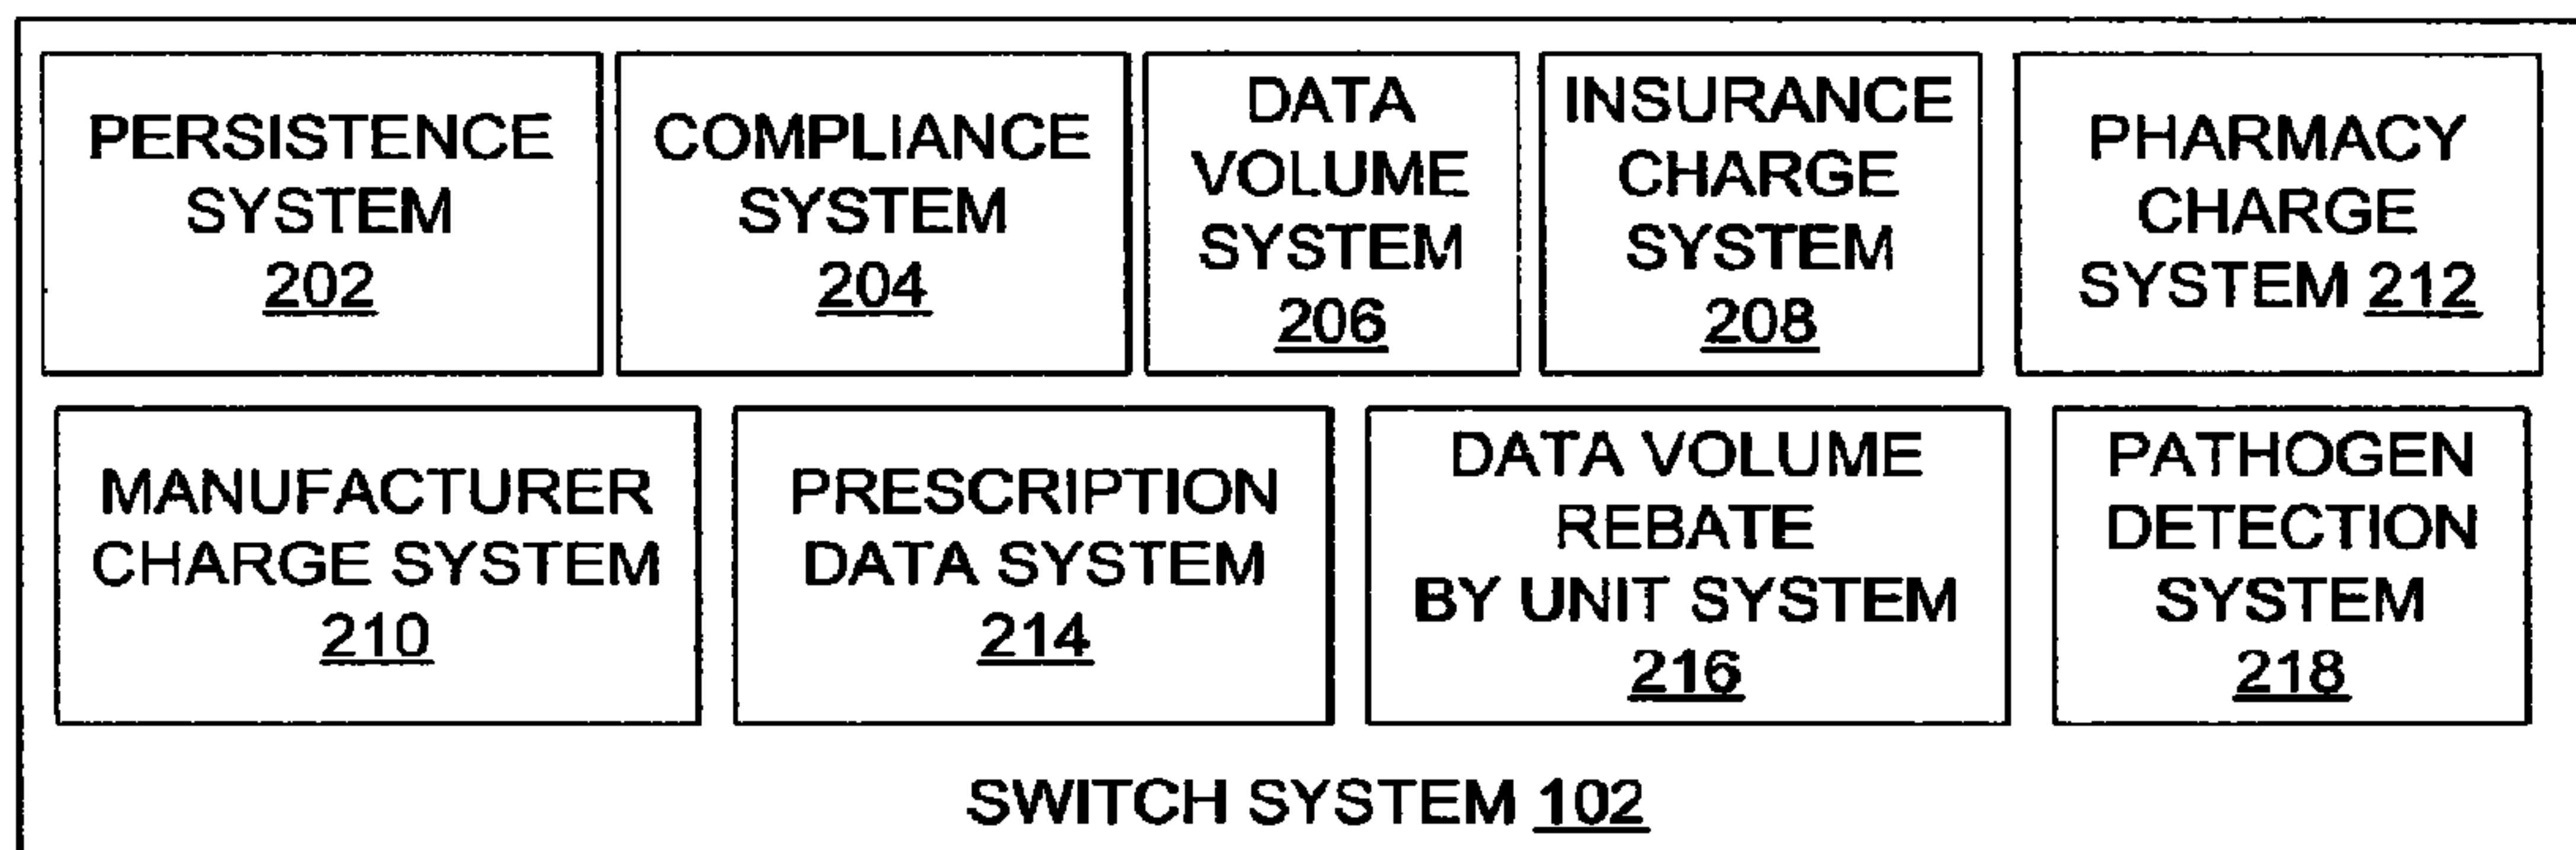 PERSISTENCE
SYSTEM
202
COMPLIANCE
SYSTEM
204
DATA
VOLUME
SYSTEM
206
INSURANCE
CHARGE
SYSTEM
208
PHARMACY
CHARGE
SYSTEM 212
MANUFACTURER
CHARGE SYSTEM
210
PRESCRIPTION
DATA SYSTEM
214
DATA VOLUME
REBATE
BY UNIT SYSTEM
216
PATHOGEN
DETECTION
SYSTEM
218
SWITCH SYSTEM 102